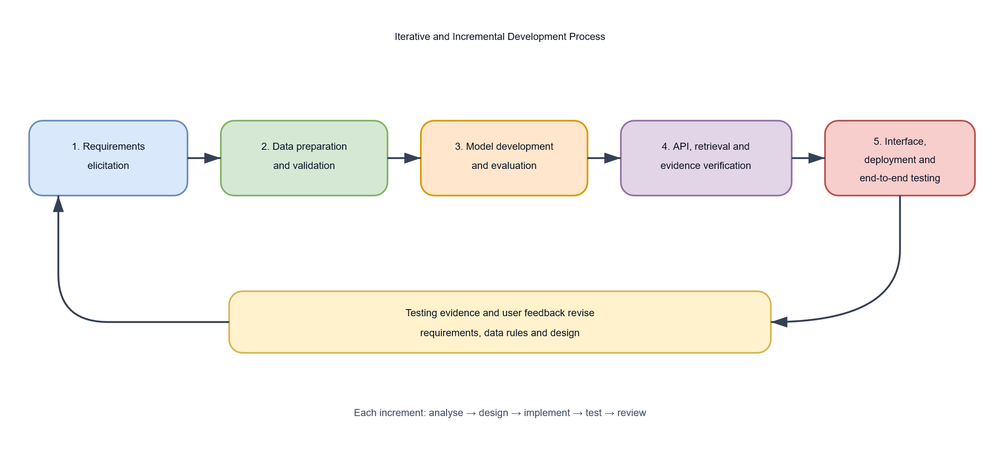 Iterative and Incremental Development Process
1. Requirements
elicitation
2. Data preparation
and validation
3. Model development
and evaluation
4. API, retrieval and
evidence verification
5. Interface,
deployment and
end-to-end testing
Testing evidence and user feedback revise
requirements, data rules and design
Each increment: analyse → design → implement → test → review